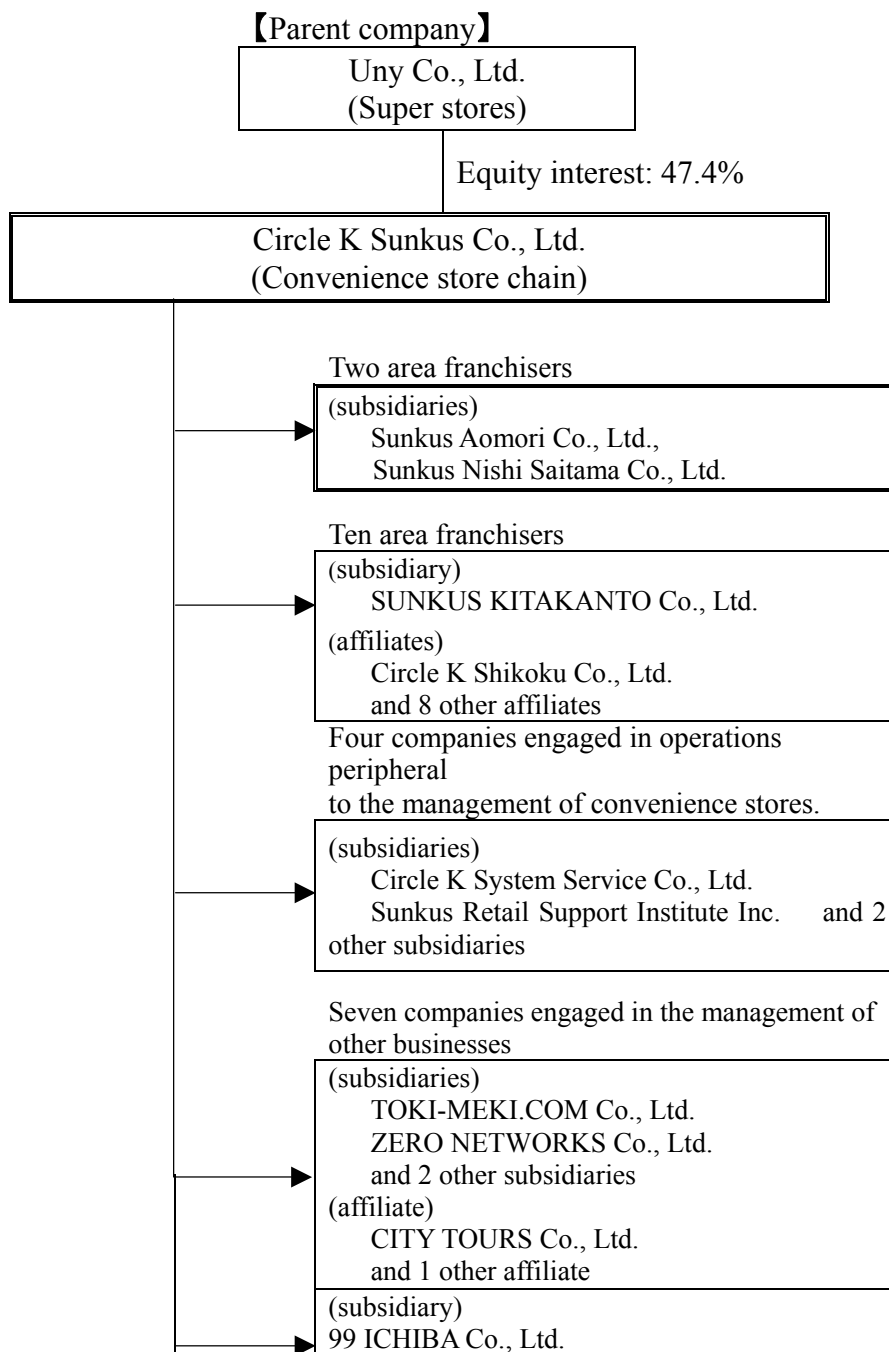 【Parent company】
Uny Co., Ltd.
(Super stores)
Equity interest: 47.4%
Circle K Sunkus Co., Ltd.
(Convenience store chain)
Two area franchisers
(subsidiaries)
Sunkus Aomori Co., Ltd.,
Sunkus Nishi Saitama Co., Ltd.
Ten area franchisers
(subsidiary)
SUNKUS KITAKANTO Co., Ltd.
(affiliates)
Circle K Shikoku Co., Ltd.
and 8 other affiliates
Four companies engaged in operations
peripheral
to the management of convenience stores.
(subsidiaries)
Circle K System Service Co., Ltd.
Sunkus Retail Support Institute Inc. and 2
other subsidiaries
Seven companies engaged in the management of
other businesses
(subsidiaries)
TOKI-MEKI.COM Co., Ltd.
ZERO NETWORKS Co., Ltd.
and 2 other subsidiaries
(affiliate)
CITY TOURS Co., Ltd.
and 1 other affiliate
(subsidiary)
99 ICHIBA Co., Ltd.